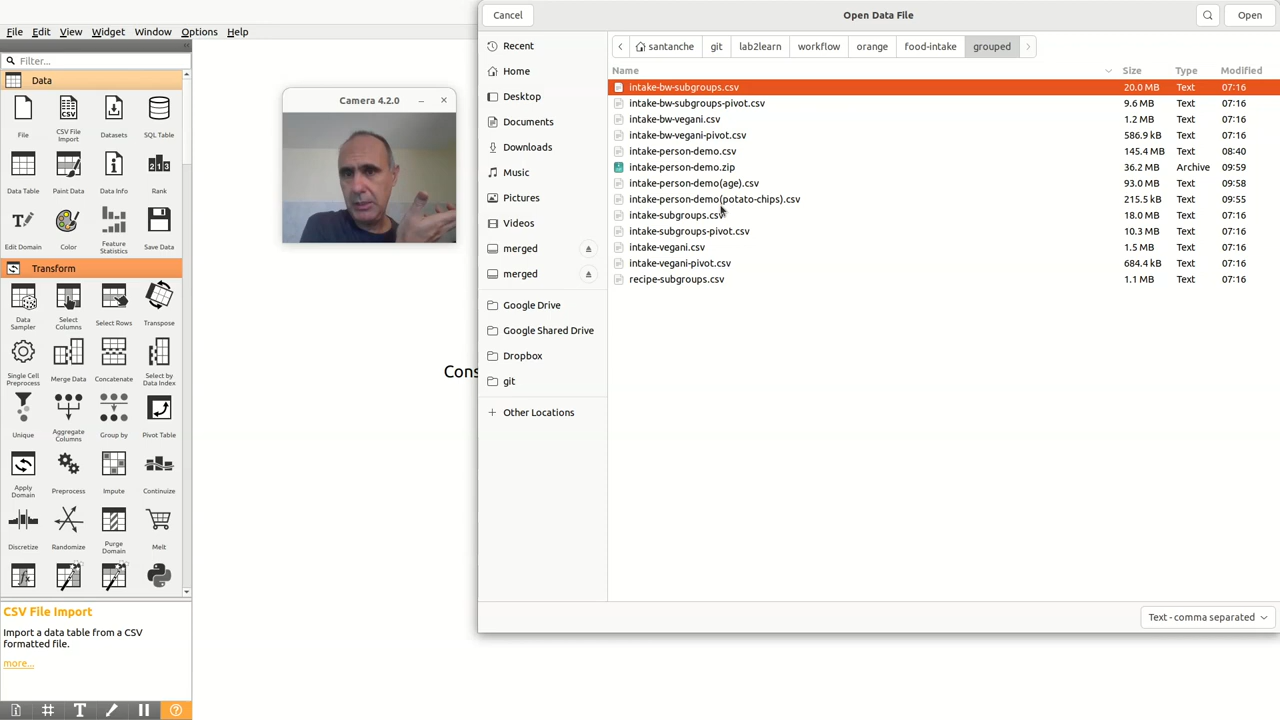 Cancel
Open Data File
Open
File Edit View Widget Window Options Help
Filter...
Data
File
CSV File Import
Datasets
SQL Table
Data Table
Paint Data
Data Info
Rank
Edit Domain
Color
Feature Statistics
Save Data
Transform
Data Sampler
Select Columns
Select Rows
Transpose
Single Cell Preprocess
Merge Data
Concatenate
Select by Data Index
Unique
Aggregate Columns
Group by
Pivot Table
Apply Domain
Preprocess
Impute
Continuize
Discretize
Randomize
Purge Domain
Melt
CSV File Import
Import a data table from a CSV
formatted file.
more...
Camera 4.2.0
Cons
Recent
Home
Desktop
Documents
Downloads
Music
Pictures
Videos
merged
merged
Google Drive
Google Shared Drive
Dropbox
git
Other Locations
santanche git lab2learn workflow orange food-intake grouped
Name Size Type Modified
intake-bw-subgroups.csv 20.0 MB Text 07:16
intake-bw-subgroups-pivot.csv 9.6 MB Text 07:16
intake-bw-vegani.csv 1.2 MB Text 07:16
intake-bw-vegani-pivot.csv 586.9 kB Text 07:16
intake-person-demo.csv 145.4 MB Text 08:40
intake-person-demo.zip 36.2 MB Archive 09:59
intake-person-demo(age).csv 93.0 MB Text 09:58
intake-person-demo(potato-chips).csv 215.5 kB Text 09:55
intake-subgroups.csv 18.0 MB Text 07:16
intake-subgroups-pivot.csv 10.3 MB Text 07:16
intake-vegani.csv 1.5 MB Text 07:16
intake-vegani-pivot.csv 684.4 kB Text 07:16
recipe-subgroups.csv 1.1 MB Text 07:16
Text - comma separated